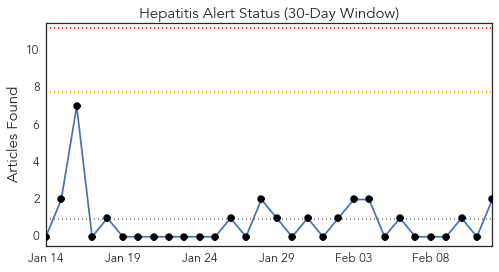 Hepatitis Alert Status (30-Day Window)
Articles Found
10
8
6
4
2
0
Jan 14 Jan 19 Jan 24 Jan 29 Feb 03 Feb 08